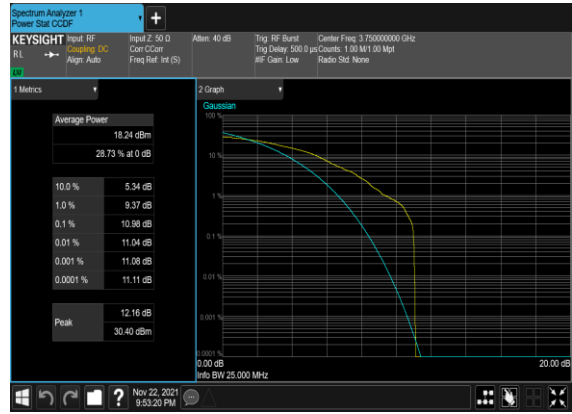 Spectrum Analyzer 1
Power Stat CCDF
KEYSIGHT
RL
Input: RF
Coupling: DC
Align: Auto
Input Z: 50 Ω
Corr CCorr
Freq Ref: Int (S)
Atten: 40 dB
Trig: RF Burst
Trig Delay: 500.0 µs
#IF Gain: Low
Center Freq: 3.750000000 GHz
Counts: 1.00 M/1.00 Mpt
Radio Std: None
1 Metrics
Average Power
18.24 dBm
28.73 % at 0 dB
10.0 % 5.34 dB
1.0 % 9.37 dB
0.1 % 10.98 dB
0.01 % 11.04 dB
0.001 % 11.08 dB
0.0001 % 11.11 dB
Peak
12.16 dB
30.40 dBm
2 Graph
Gaussian
100 %
10 %
1 %
0.1 %
0.01 %
0.001 %
0.0001 %
0.00 dB
20.00 dB
Info BW 25.000 MHz
?
Nov 22, 2021
9:53:20 PM